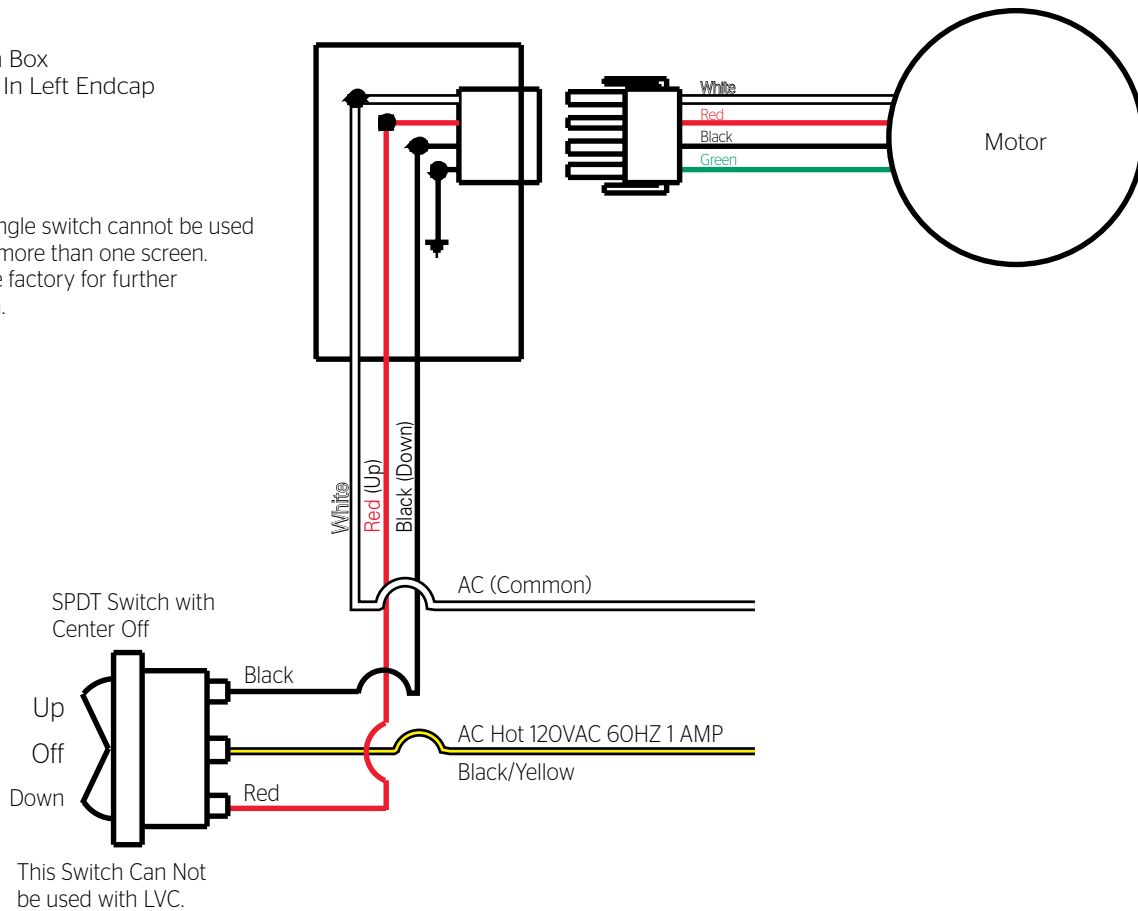 Box
In Left Endcap
switch cannot be used
more than one screen.
factory for further
White
Red
Black
Green
Motor
White
Red (Up)
Black (Down)
AC (Common)
SPDT Switch with
Center Off
Black
Up
Off
Down
AC Hot 120VAC 60HZ 1 AMP
Black/Yellow
Red
This Switch Can Not
be used with LVC.